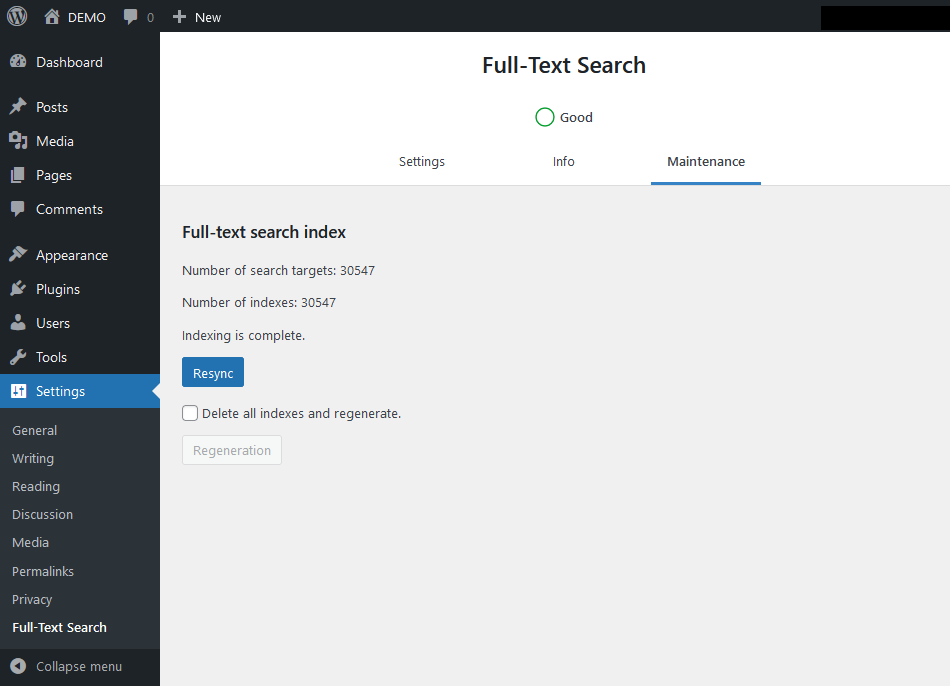 DEMO 0 New
Dashboard
Posts
Media
Pages
Comments
Appearance
Plugins
Users
Tools
Settings
General
Writing
Reading
Discussion
Media
Permalinks
Privacy
Full-Text Search
Collapse menu
Full-Text Search
Good
Settings Info Maintenance
Full-text search index
Number of search targets: 30547
Number of indexes: 30547
Indexing is complete.
Resync
Delete all indexes and regenerate.
Regeneration